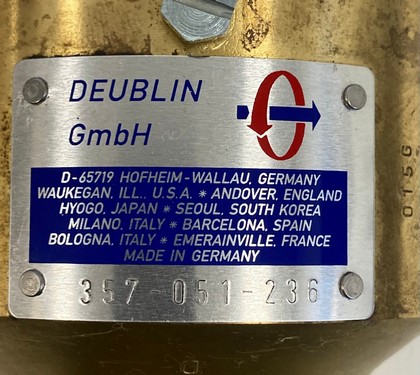 DEUBLIN
GmbH
D-65719 HOFHEIM-WALLAU, GERMANY
WAUKEGAN, ILL., U.S.A. * ANDOVER, ENGLAND
HYOGO, JAPAN * SEOUL, SOUTH KOREA
MILANO, ITALY * BARCELONA, SPAIN
BOLOGNA, ITALY * EMERAINVILLE, FRANCE
MADE IN GERMANY
357-051-236
0115G